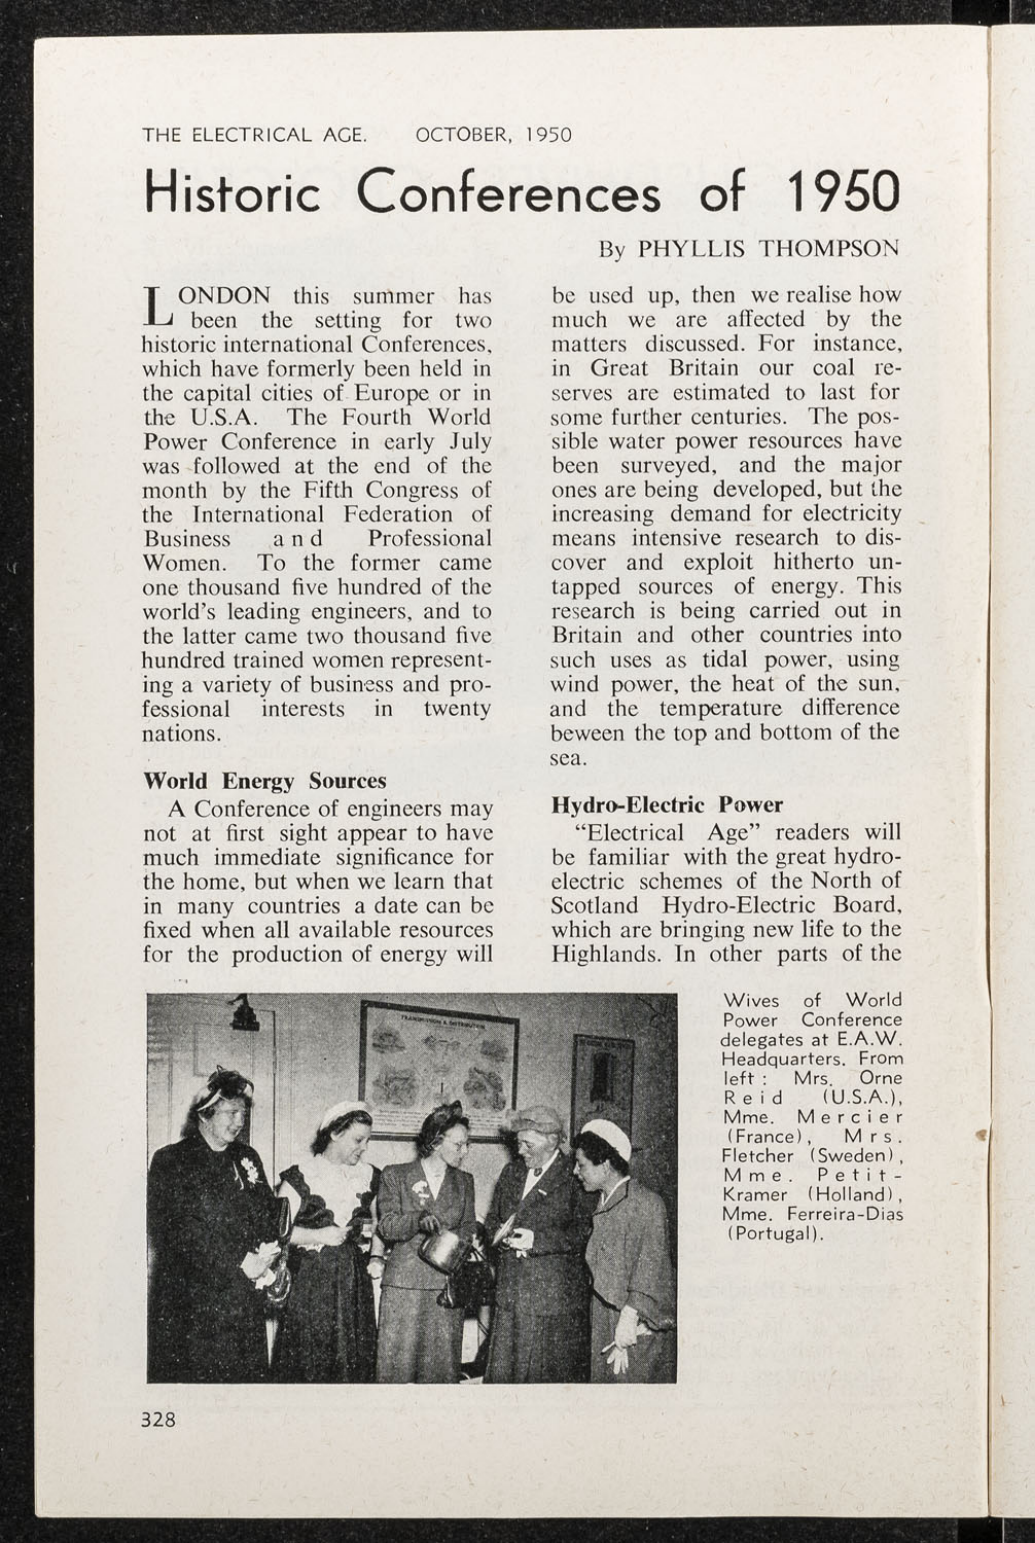 THE ELECTRICAL AGE. OCTOBER, 1950
Historic Conferences of 1950
By PHYLLIS THOMPSON
LONDON this summer has
been the setting for two
historic international Conferences,
which have formerly been held in
the capital cities of Europe or in
the U.S.A. The Fourth World
Power Conference in early July
was followed at the end of the
month by the Fifth Congress of
the International Federation of
Business and Professional
Women. To the former came
one thousand five hundred of the
world's leading engineers, and to
the latter came two thousand five
hundred trained women represent-
ing a variety of business and pro-
fessional interests in twenty
nations.
World Energy Sources
A Conference of engineers may
not at first sight appear to have
much immediate significance for
the home, but when we learn that
in many countries a date can be
fixed when all available resources
for the production of energy will
be used up, then we realise how
much we are affected by the
matters discussed. For instance,
in Great Britain our coal re-
serves are estimated to last for
some further centuries. The pos-
sible water power resources have
been surveyed, and the major
ones are being developed, but the
increasing demand for electricity
means intensive research to dis-
cover and exploit hitherto un-
tapped sources of energy. This
research is being carried out in
Britain and other countries into
such uses as tidal power, using
wind power, the heat of the sun,
and the temperature difference
beween the top and bottom of the
sea.
Hydro-Electric Power
"Electrical Age" readers will
be familiar with the great hydro-
electric schemes of the North of
Scotland Hydro-Electric Board,
which are bringing new life to the
Highlands. In other parts of the
TRANSMISSION & DISTRIBUTION
Wives of World
Power Conference
delegates at E.A.W.
Headquarters. From
left : Mrs. Orne
Reid (U.S.A.),
Mme. Mercier
(France), Mrs.
Fletcher (Sweden),
Mme. Petit-
Kramer (Holland),
Mme. Ferreira-Dias
(Portugal).
328